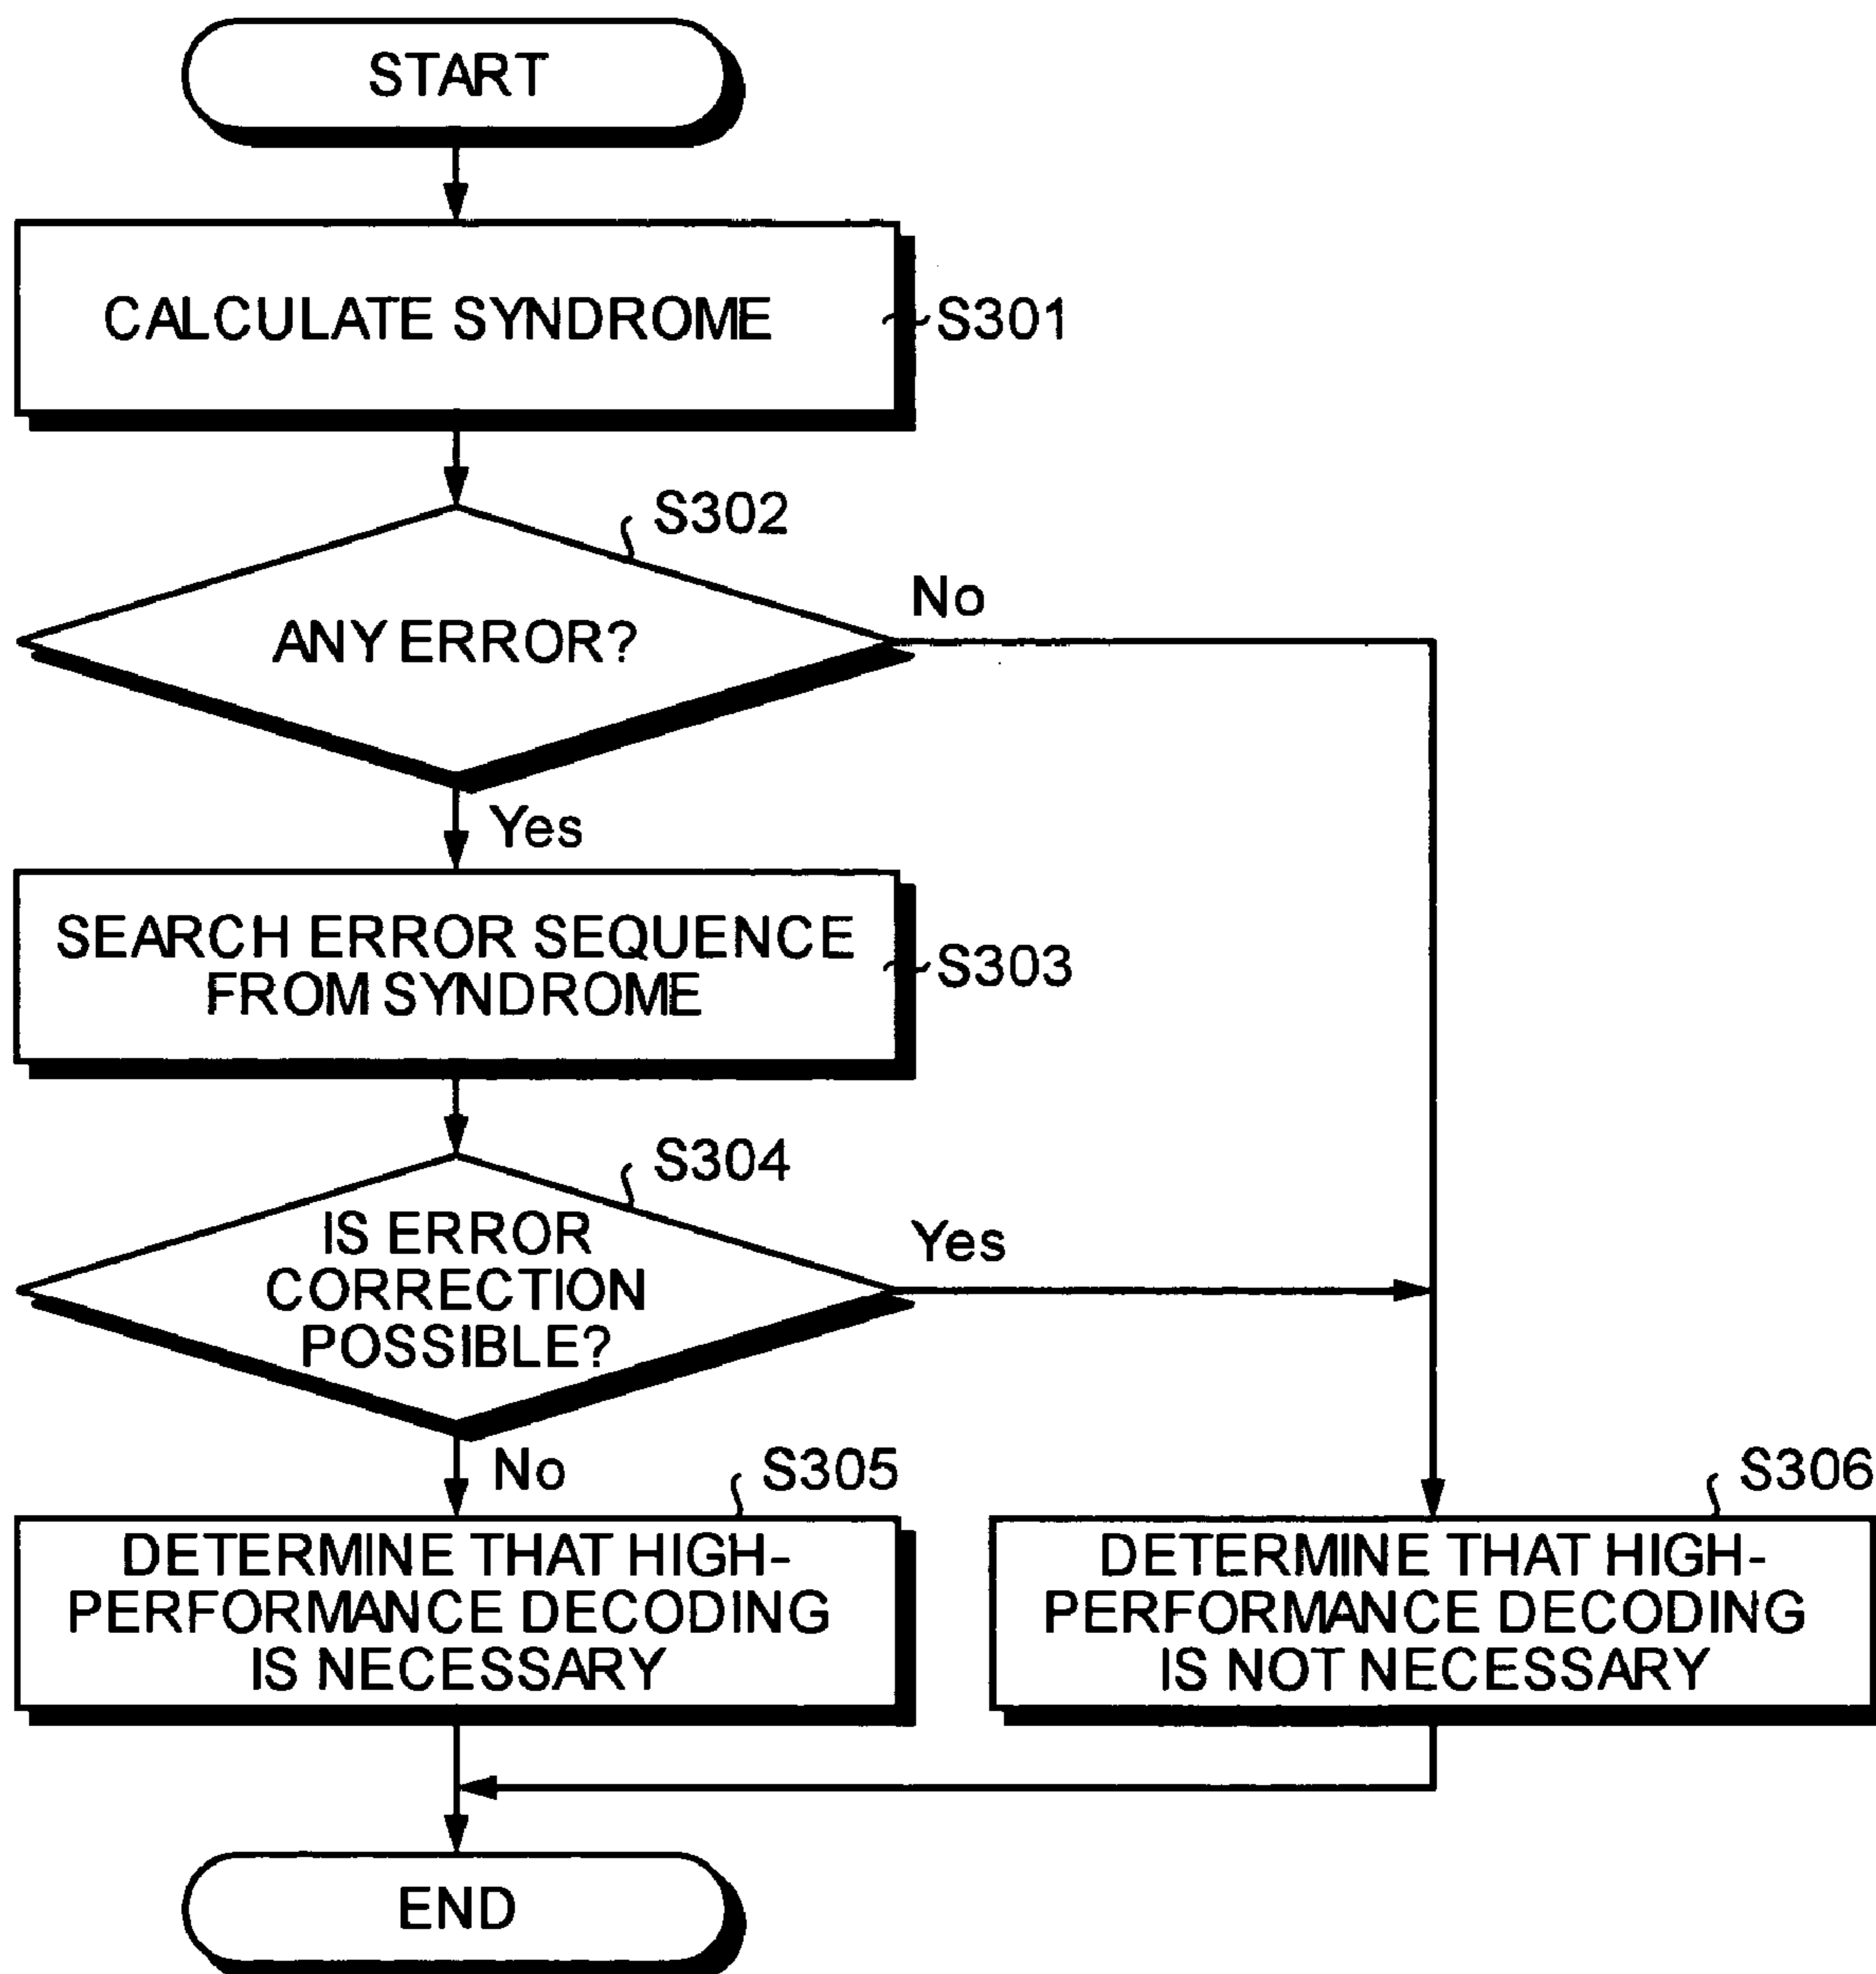 START
CALCULATE SYNDROME
S301
S302
ANY ERROR?
No
Yes
SEARCH ERROR SEQUENCE
FROM SYNDROME
S303
S304
IS ERROR
CORRECTION
POSSIBLE?
Yes
No
S305
DETERMINE THAT HIGH-
PERFORMANCE DECODING
IS NECESSARY
S306
DETERMINE THAT HIGH-
PERFORMANCE DECODING
IS NOT NECESSARY
END